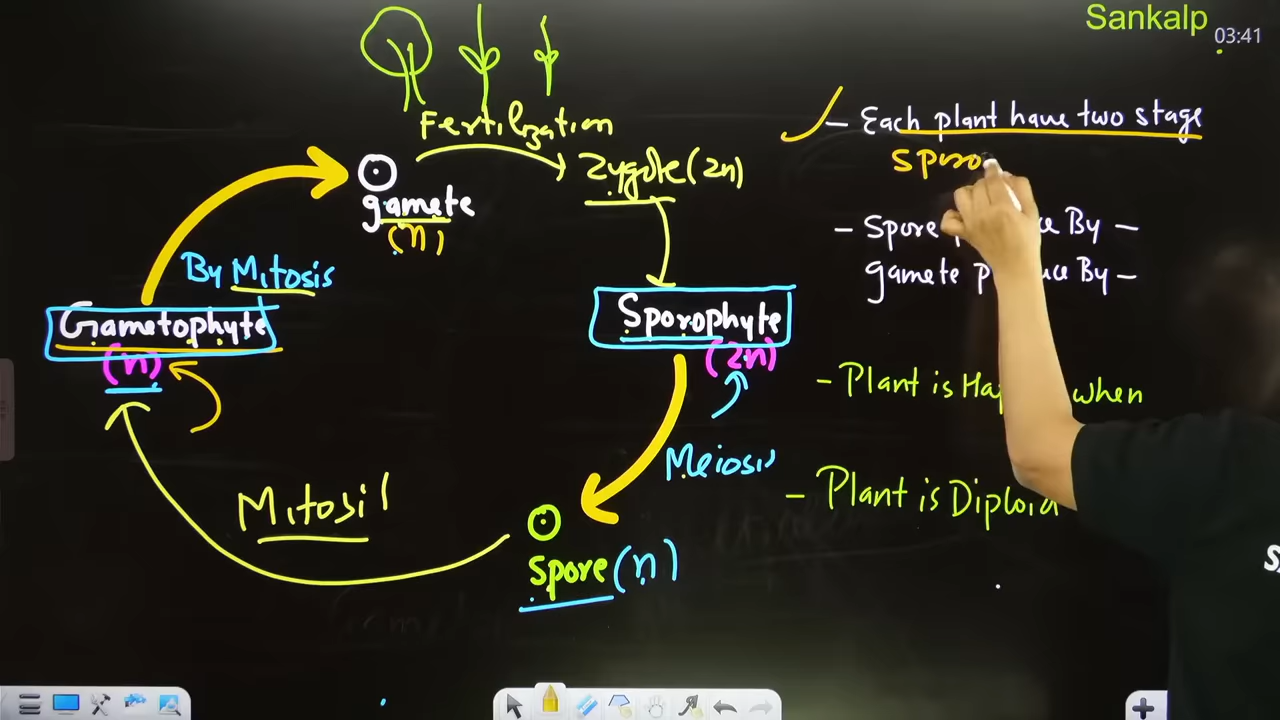 Sankalp
03:41
Fertilization
Zygote (2n)
gamete
(n)
By Mitosis
Gametophyte
(n)
Sporophyte
(2n)
Meiosis
Mitosis
Spore (n)
- Each plant have two stage
Sporo
- Spore By -
gamete By -
- Plant is when
- Plant is Diploid